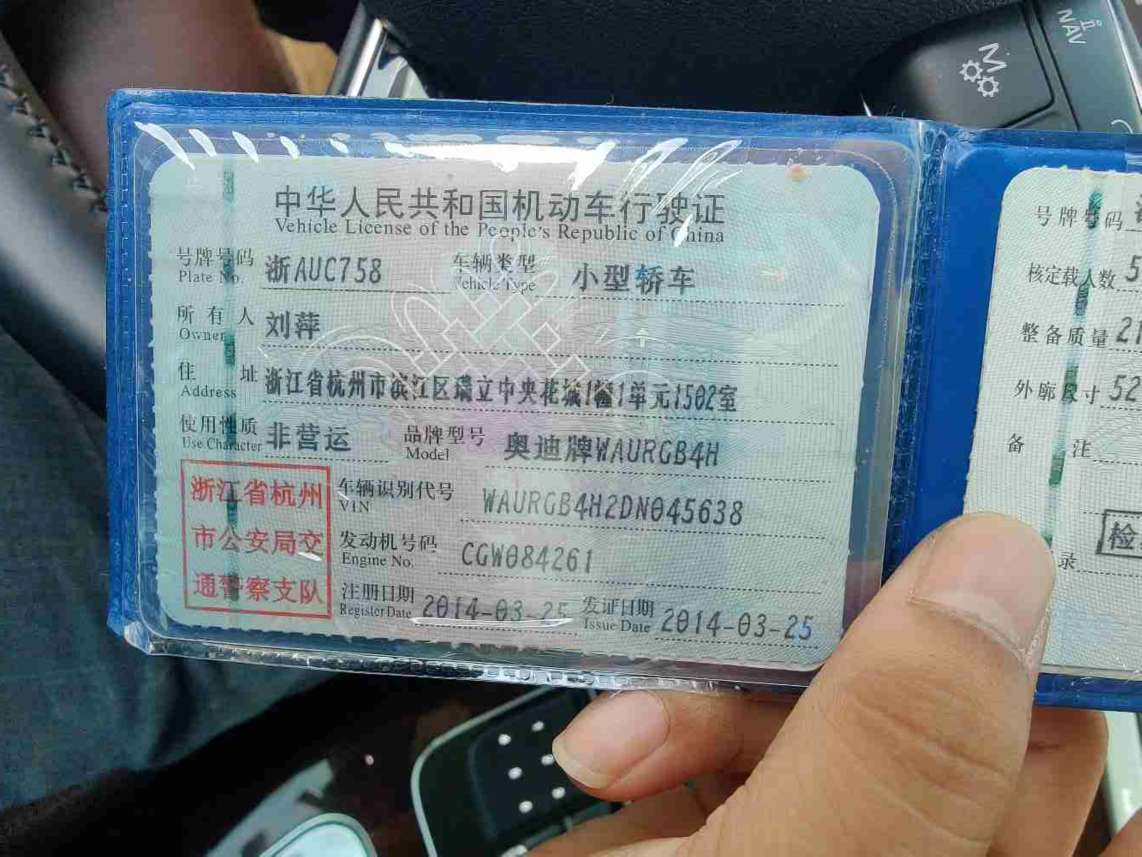 NAV
M
中华人民共和国机动车行驶证
Vehicle License of the People's Republic of China
号牌号码 浙AUC758 车辆类型 小型轿车
Plate No. Vehicle Type
所有人 刘萍
Owner
住址 浙江省杭州市滨江区瑞立中央花城1幢1单元1502室
Address
使用性质 非营运 品牌型号 奥迪牌WAURGB4H
Use Character Model
浙江省杭州
市公安局交
通警察支队
车辆识别代号 WAURGB4H2DN045638
VIN
发动机号码 CGW084261
Engine No.
注册日期 2014-03-25 发证日期 2014-03-25
Register Date Issue Date
号牌号码
核定载人数 5
整备质量 21
外廓尺寸 52
备注
录
检